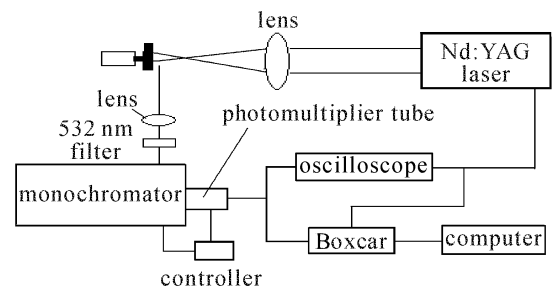 lens
Nd:YAG
laser
lens
532 nm
filter
photomultiplier tube
monochromator
oscilloscope
Boxcar
computer
controller